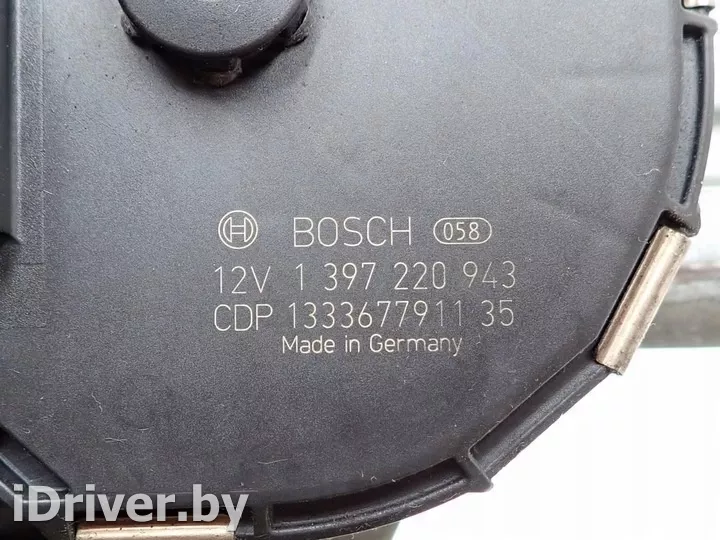 BOSCH 058
12V 1 397 220 943
CDP 1333677911 35
Made in Germany
iDriver.by